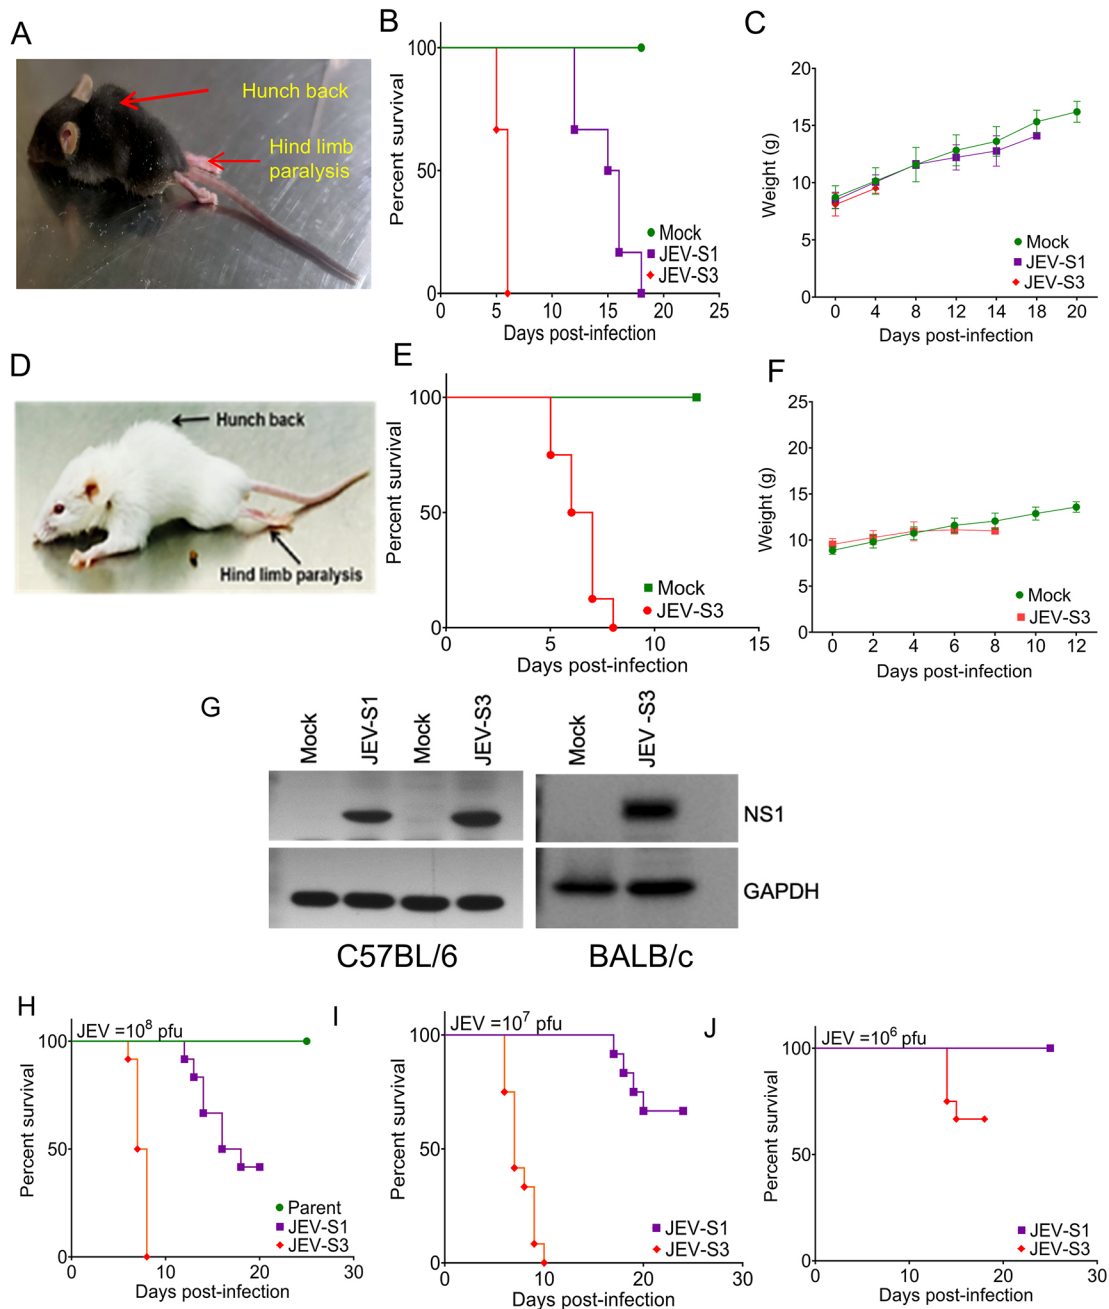 A
Hunch back
Hind limb
paralysis
B
100
50
0
0
5
10
15
20
25
Percent survival
Days post-infection
Mock
JEV-S1
JEV-S3
C
20
15
10
5
0
0
4
8
12
14
18
20
Weight (g)
Days post-infection
Mock
JEV-S1
JEV-S3
D
Hunch back
Hind limb paralysis
E
100
50
0
0
5
10
15
Percent survival
Days post-infection
Mock
JEV-S3
F
25
20
15
10
5
0
0
2
4
6
8
10
12
Weight (g)
Days post-infection
Mock
JEV-S3
G
Mock
JEV-S1
Mock
JEV-S3
Mock
JEV -S3
NS1
GAPDH
C57BL/6
BALB/c
H
JEV =10⁸ pfu
100
50
0
0
10
20
30
Percent survival
Days post-infection
Parent
JEV-S1
JEV-S3
I
JEV =10⁷ pfu
100
50
0
0
10
20
30
Percent survival
Days post-infection
JEV-S1
JEV-S3
J
JEV =10⁶ pfu
100
50
0
0
10
20
30
Percent survival
Days post-infection
JEV-S1
JEV-S3